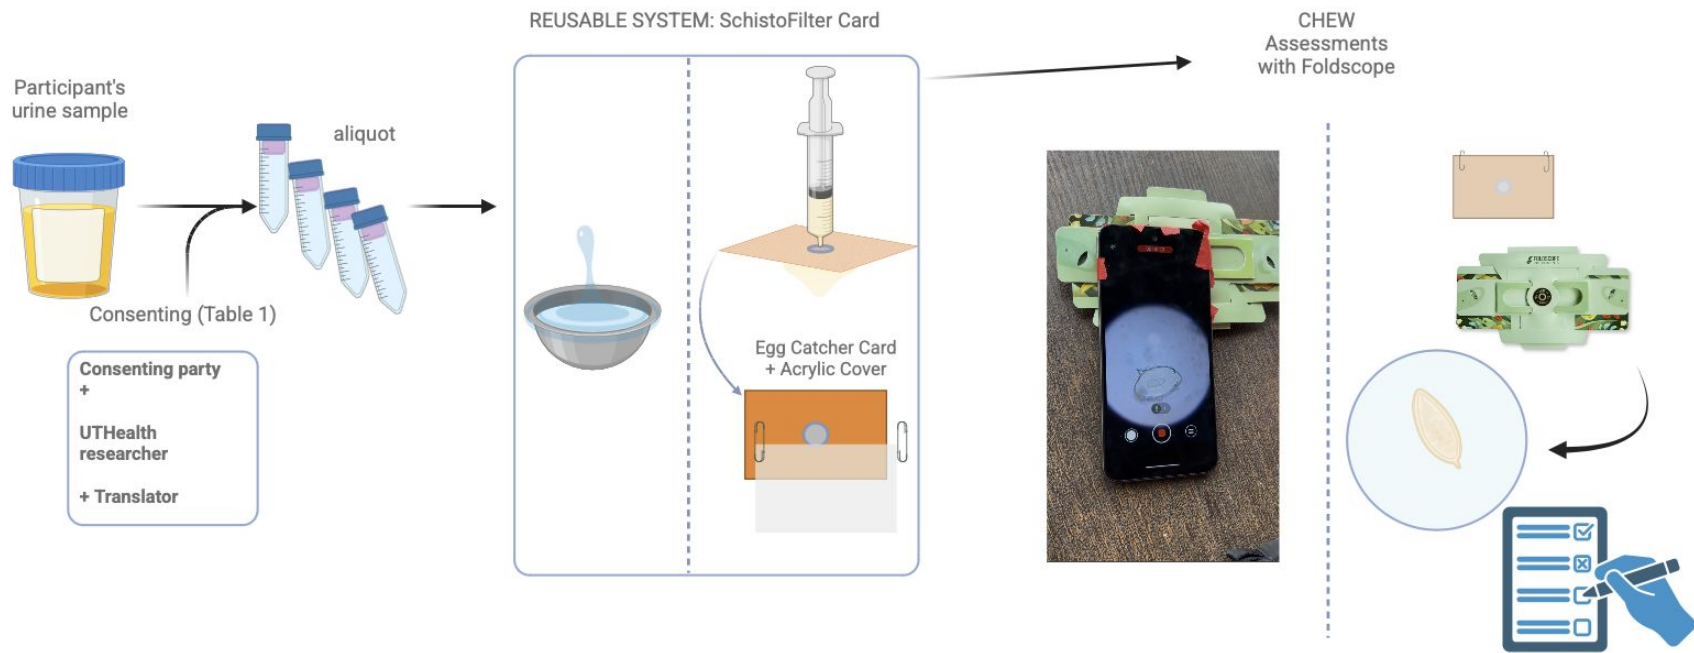 REUSABLE SYSTEM: SchistoFilter Card
CHEW
Assessments
with Foldscope
Participant's
urine sample
aliquot
Consenting (Table 1)
Consenting party
+
UTHealth
researcher
+ Translator
Egg Catcher Card
+ Acrylic Cover
FOLDSCOPE